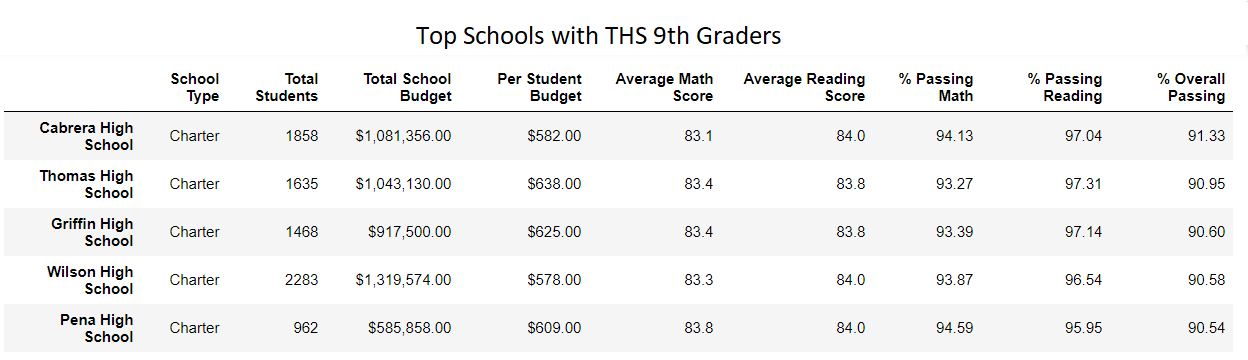 Top Schools with THS 9th Graders
School Type Total Students Total School Budget Per Student Budget Average Math Score Average Reading Score % Passing Math % Passing Reading % Overall Passing
Cabrera High School Charter 1858 $1,081,356.00 $582.00 83.1 84.0 94.13 97.04 91.33
Thomas High School Charter 1635 $1,043,130.00 $638.00 83.4 83.8 93.27 97.31 90.95
Griffin High School Charter 1468 $917,500.00 $625.00 83.4 83.8 93.39 97.14 90.60
Wilson High School Charter 2283 $1,319,574.00 $578.00 83.3 84.0 93.87 96.54 90.58
Pena High School Charter 962 $585,858.00 $609.00 83.8 84.0 94.59 95.95 90.54